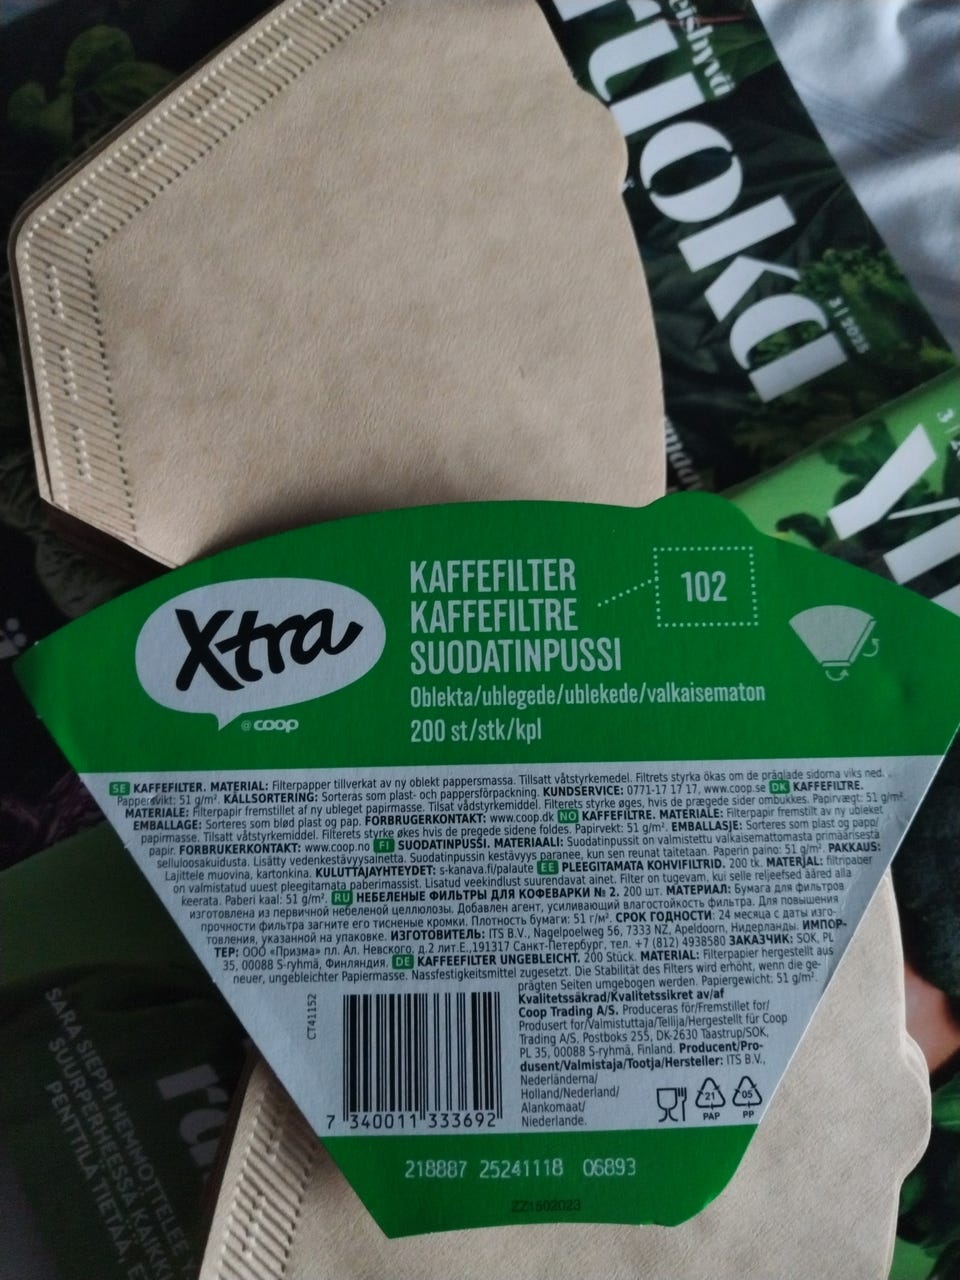 eishyvä
ruoka
3 | 2025
3 |
Xtra
@coop
KAFFEFILTER
KAFFEFILTRE
SUODATINPUSSI
102
Oblekta/ublegede/ublekede/valkaisematon
200 st/stk/kpl
SE KAFFEFILTER. MATERIAL: Filterpapper tillverkat av ny oblekt pappersmassa. Tillsatt våtstyrkemedel. Filtrets styrka ökas om de präglade sidorna viks ned.
Pappersvikt: 51 g/m². KÄLLSORTERING: Sorteras som plast- och pappersförpackning. KUNDSERVICE: 0771-17 17 17, www.coop.se DK KAFFEFILTRE.
MATERIALE: Filterpapir fremstillet af ny ubleget papirmasse. Tilsat vådstyrkemiddel. Filterets styrke øges, hvis de prægede sider ombukkes. Papirvægt: 51 g/m².
EMBALLAGE: Sorteres som blød plast og pap. FORBRUGERKONTAKT: www.coop.dk NO KAFFEFILTRE. MATERIALE: Filterpapir fremstilt av ny ubleket
papirmasse. Tilsatt våtstyrkemiddel. Filterets styrke økes hvis de pregede sidene foldes. Papirvekt: 51 g/m². EMBALLASJE: Sorteres som plast og papp/
papir. FORBRUKERKONTAKT: www.coop.no FI SUODATINPUSSI. MATERIAALI: Suodatinpussit on valmistettu valkaisemattomasta primäärisestä
selluloosakuidusta. Lisätty vedenkestävyysainetta. Suodatinpussin kestävyys paranee, kun sen reunat taitetaan. Paperin paino: 51 g/m². PAKKAUS:
Lajittele muovina, kartonkina. KULUTTAJAYHTEYDET: s-kanava.fi/palaute EE PLEEGITAMATA KOHVIFILTRID. 200 tk. MATERJAL: filtripaber
on valmistatud uuest pleegitamata paberimassist. Lisatud veekindlust suurendavat ainet. Filter on tugevam, kui selle reljeefsed ääred alla
keerata. Paberi kaal: 51 g/m². RU НЕБЕЛЕНЫЕ ФИЛЬТРЫ ДЛЯ КОФЕВАРКИ № 2. 200 шт. МАТЕРИАЛ: Бумага для фильтров
изготовлена из первичной небеленой целлюлозы. Добавлен агент, усиливающий влагостойкость фильтра. Для повышения
прочности фильтра загните его тисненые кромки. Плотность бумаги: 51 г/м². СРОК ГОДНОСТИ: 24 месяца с даты изго-
товления, указанной на упаковке. ИЗГОТОВИТЕЛЬ: ITS B.V., Nagelpoelweg 56, 7333 NZ, Apeldoorn, Нидерланды. ИМПОР-
ТЕР: ООО «Призма» пл. Ал. Невского, д.2 лит.Е.,191317 Санкт-Петербург, тел. +7 (812) 4938580 ЗАКАЗЧИК: SOK, PL
35, 00088 S-ryhmä, Финляндия. DE KAFFEEFILTER UNGEBLEICHT. 200 Stück. MATERIAL: Filterpapier hergestellt aus
neuer, ungebleichter Papiermasse. Nassfestigkeitsmittel zugesetzt. Die Stabilität des Filters wird erhöht, wenn die ge-
prägten Seiten umgebogen werden. Papiergewicht: 51 g/m².
Kvalitetssäkrad/Kvalitetssikret av/af
Coop Trading A/S. Produceras för/Fremstillet for/
Produsert for/Valmistuttaja/Tellija/Hergestellt für Coop
Trading A/S, Postboks 255, DK-2630 Taastrup/SOK,
PL 35, 00088 S-ryhmä, Finland. Producent/Pro-
dusent/Valmistaja/Tootja/Hersteller: ITS B.V.,
Nederländerna/
Holland/Nederland/
Alankomaat/
Niederlande.
CT41152
7 340011 333692
21
PAP
05
PP
218887 25241118 06893
ZZ1502023
SARA SIEPPI HEMMOTTELEE
SUURPERHEESSÄ KAIKK
PENTTILÄ TIETÄÄ, E